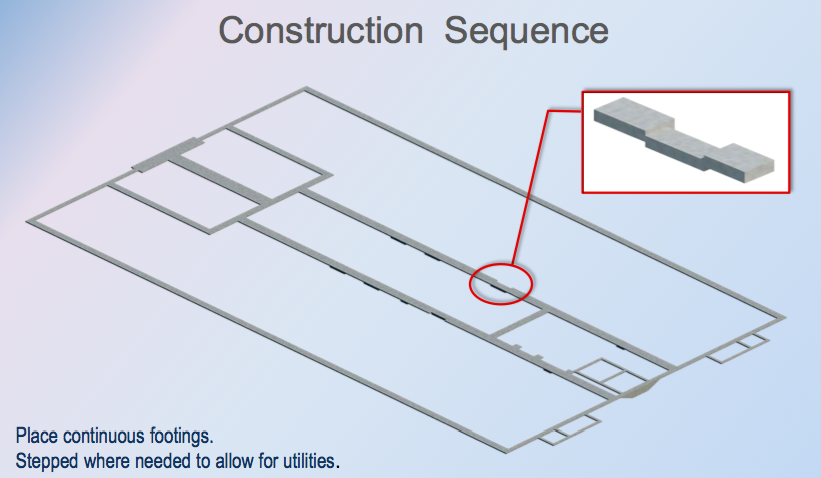 Construction Sequence
Place continuous footings.
Stepped where needed to allow for utilities.